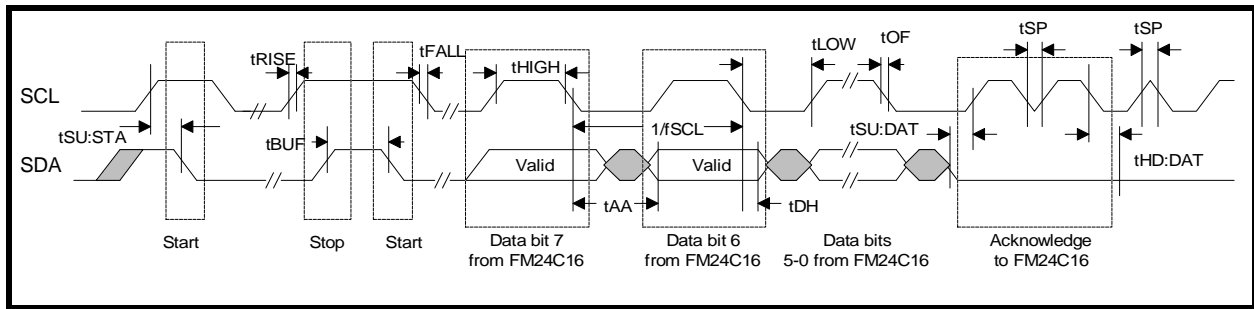 tSP tSP
tRISE tFALL tHIGH tLOW tOF
SCL
tSU:STA tBUF 1/fSCL tSU:DAT tHD:DAT
SDA Valid Valid
tAA tDH
Start Stop Start
Data bit 7
from FM24C16
Data bit 6
from FM24C16
Data bits
5-0 from FM24C16
Acknowledge
to FM24C16